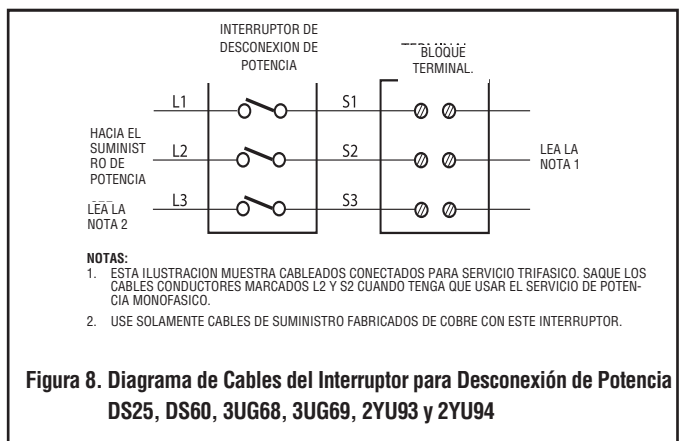 INTERRUPTOR DE
DESCONEXION DE
POTENCIA
BLOQUE
TERMINAL.
L1
S1
HACIA EL
SUMINIST
RO DE
POTENCIA
L2
S2
LEA LA
NOTA 1
L3
S3
LEA LA
NOTA 2
NOTAS:
1. ESTA ILUSTRACION MUESTRA CABLEADOS CONECTADOS PARA SERVICIO TRIFASICO. SAQUE LOS
CABLES CONDUCTORES MARCADOS L2 Y S2 CUANDO TENGA QUE USAR EL SERVICIO DE POTEN-
CIA MONOFASICO.
2. USE SOLAMENTE CABLES DE SUMINISTRO FABRICADOS DE COBRE CON ESTE INTERRUPTOR.
Figura 8. Diagrama de Cables del Interruptor para Desconexión de Potencia
DS25, DS60, 3UG68, 3UG69, 2YU93 y 2YU94